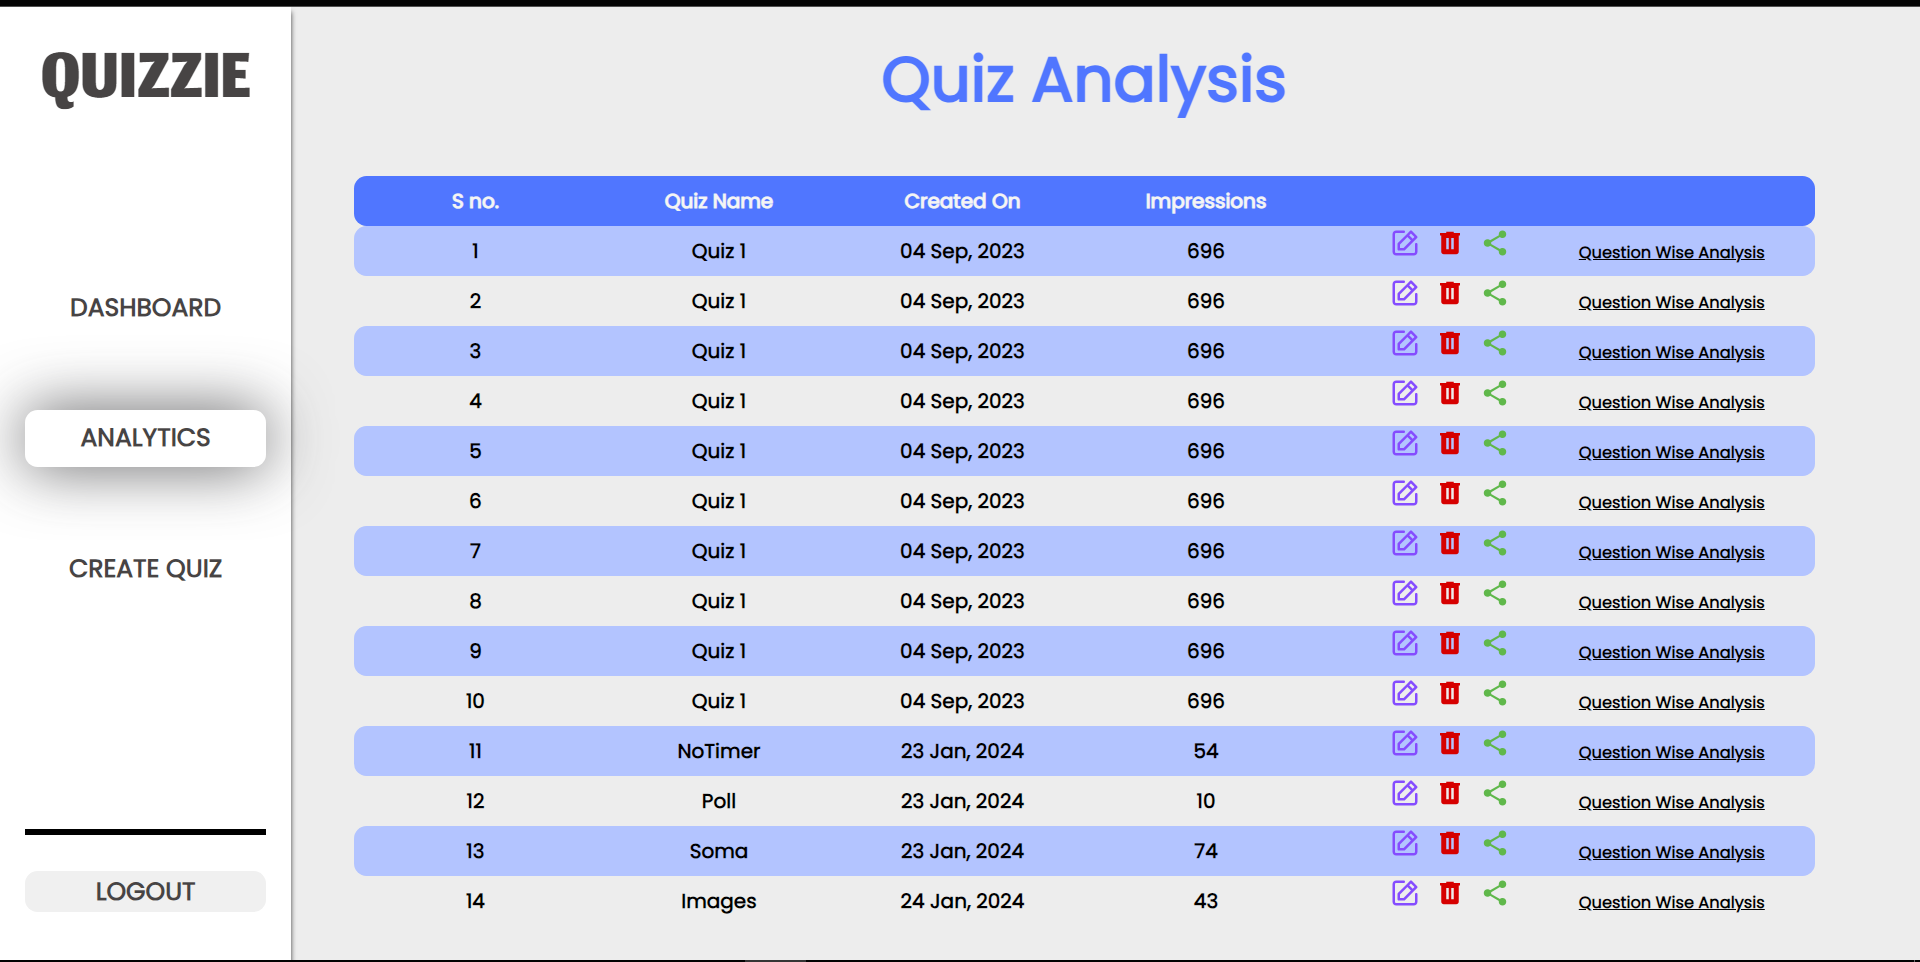 QUIZZIE
DASHBOARD
ANALYTICS
CREATE QUIZ
LOGOUT
Quiz Analysis
S no. Quiz Name Created On Impressions
1 Quiz 1 04 Sep, 2023 696 Question Wise Analysis
2 Quiz 1 04 Sep, 2023 696 Question Wise Analysis
3 Quiz 1 04 Sep, 2023 696 Question Wise Analysis
4 Quiz 1 04 Sep, 2023 696 Question Wise Analysis
5 Quiz 1 04 Sep, 2023 696 Question Wise Analysis
6 Quiz 1 04 Sep, 2023 696 Question Wise Analysis
7 Quiz 1 04 Sep, 2023 696 Question Wise Analysis
8 Quiz 1 04 Sep, 2023 696 Question Wise Analysis
9 Quiz 1 04 Sep, 2023 696 Question Wise Analysis
10 Quiz 1 04 Sep, 2023 696 Question Wise Analysis
11 NoTimer 23 Jan, 2024 54 Question Wise Analysis
12 Poll 23 Jan, 2024 10 Question Wise Analysis
13 Soma 23 Jan, 2024 74 Question Wise Analysis
14 Images 24 Jan, 2024 43 Question Wise Analysis